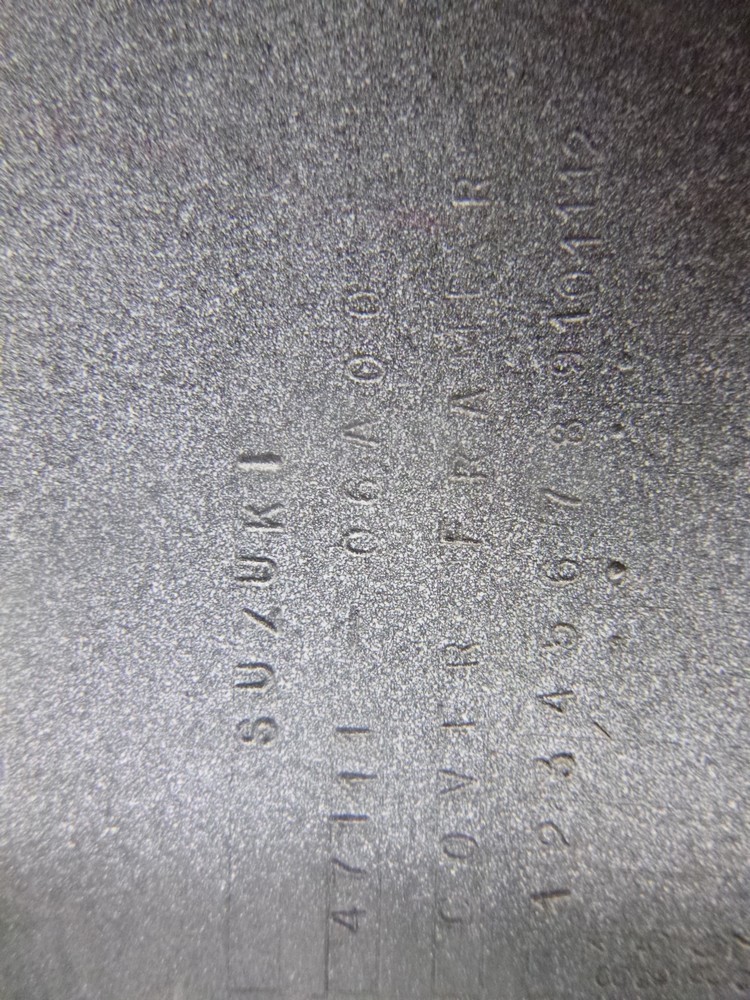 SUZUKI
47111-06A00
COVER FRAME R
1 2 3 4 5 6 7 8 9 10 11 12